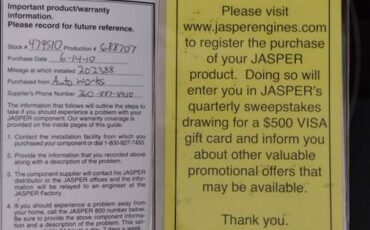 Important product/warranty
information.
Please record for future reference.
Stock # 479510 Production # 688707
Purchase Date 6-14-10
Mileage at which installed 202388
Purchased from Auto Works
Supplier's Phone Number 360-887-4410
The information that follows will outline the steps to
take if you should experience a problem with your
JASPER component. Our warranty coverage is
provided on the inside pages of this guide.
1. Contact the installation facility from which you
purchased your component or dial 1-800-827-7450.
2. Provide the information that you recorded above
along with a description of the problem.
3. The component supplier will contact his JASPER
distributor or the JASPER offices and the infor-
mation will be relayed to an engineer at the
JASPER Factory.
4. If you should experience a problem away from
your home, call the JASPER 800 number below
Be sure to provide the above component informa-
tion and a description of the problem. This
Please visit
www.jasperengines.com
to register the purchase
of your JASPER
product. Doing so will
enter you in JASPER's
quarterly sweepstakes
drawing for a $500 VISA
gift card and inform you
about other valuable
promotional offers that
may be available.
Thank you.